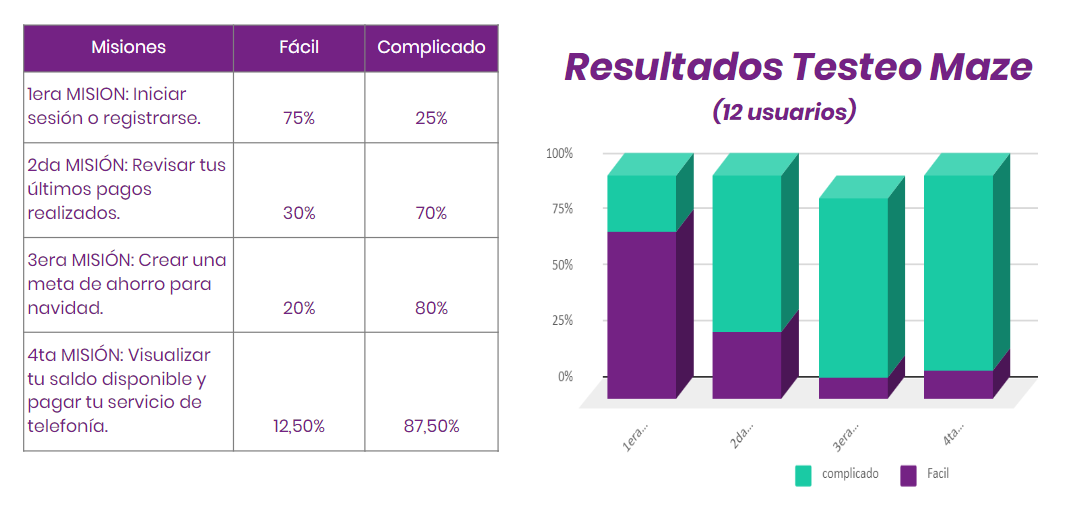 Misiones Fácil Complicado
1era MISION: Iniciar
sesión o registrarse. 75% 25%
2da MISIÓN: Revisar tus
últimos pagos
realizados. 30% 70%
3era MISIÓN: Crear una
meta de ahorro para
navidad. 20% 80%
4ta MISIÓN: Visualizar
tu saldo disponible y
pagar tu servicio de
telefonía. 12,50% 87,50%
Resultados Testeo Maze
(12 usuarios)
100%
75%
50%
25%
0%
1era... 2da... 3era... 4ta...
complicado Facil